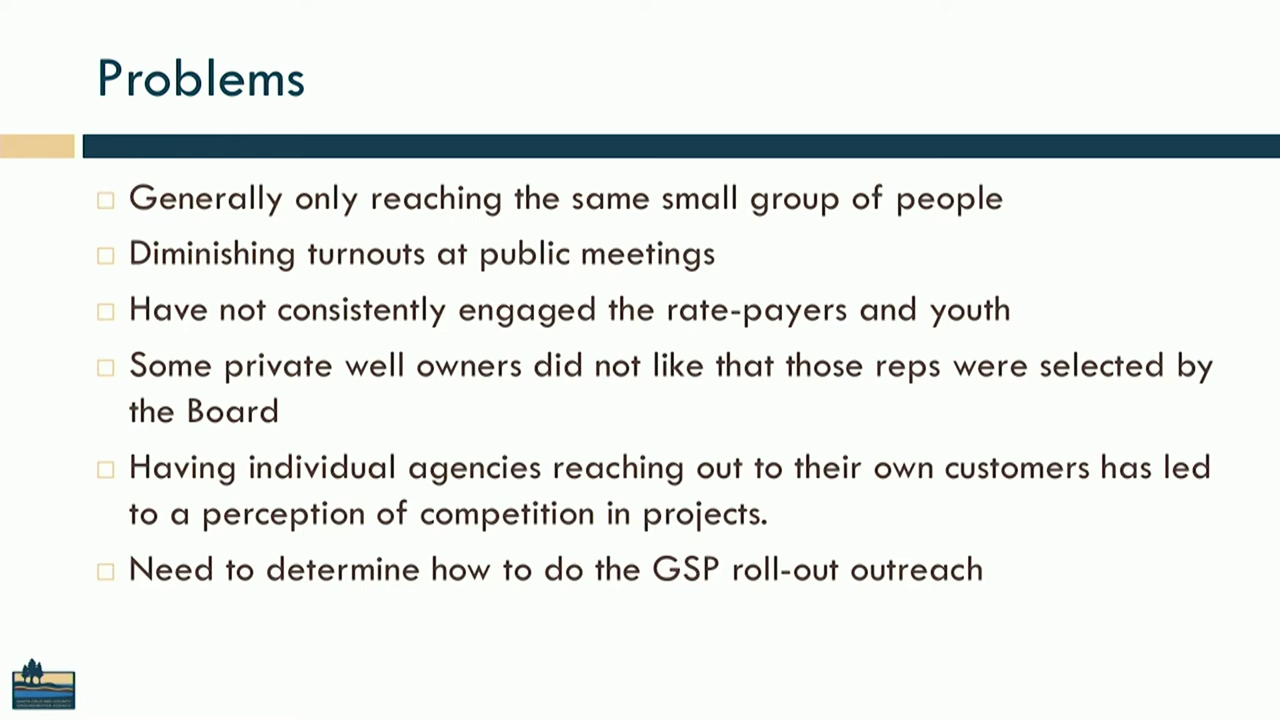 Problems
Generally only reaching the same small group of people
Diminishing turnouts at public meetings
Have not consistently engaged the rate-payers and youth
Some private well owners did not like that those reps were selected by
the Board
Having individual agencies reaching out to their own customers has led
to a perception of competition in projects.
Need to determine how to do the GSP roll-out outreach